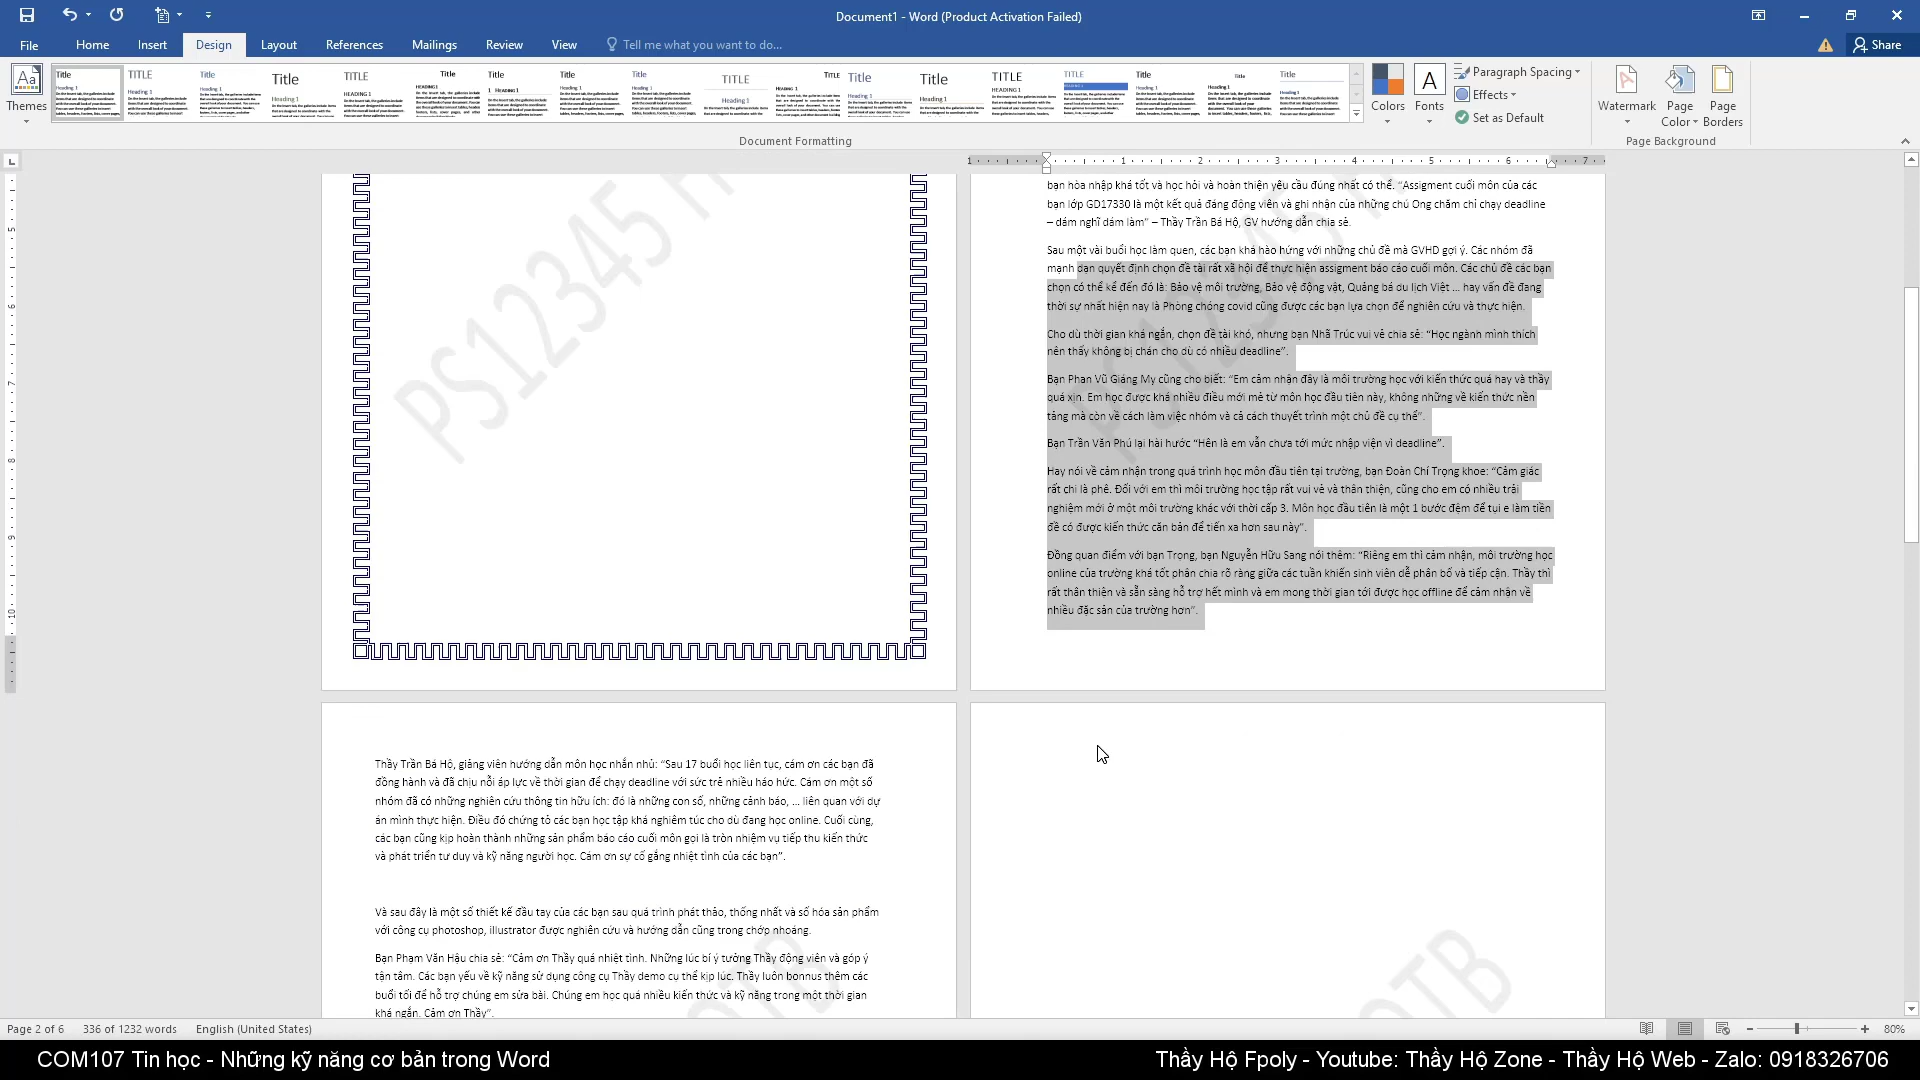 Document1 - Word (Product Activation Failed)
File
Home
Insert
Design
Layout
References
Mailings
Review
View
Tell me what you want to do...
Share
Themes
Colors
Fonts
Paragraph Spacing
Effects
Set as Default
Watermark
Page Color
Page Borders
Document Formatting
Page Background
PS12345
bạn hòa nhập khá tốt và học hỏi và hoàn thiện yêu cầu đúng nhất có thể. “Assigment cuối môn của các
bạn lớp GD17330 là một kết quả đáng động viên và ghi nhận của những chú Ong chăm chỉ chạy deadline
– dám nghĩ dám làm” – Thầy Trần Bá Hộ, GV hướng dẫn chia sẻ.
Sau một vài buổi học làm quen, các bạn khá hào hứng với những chủ đề mà GVHD gợi ý. Các nhóm đã
mạnh dạn quyết định chọn đề tài rất xã hội để thực hiện assigment báo cáo cuối môn. Các chủ đề các bạn
chọn có thể kể đến đó là: Bảo vệ môi trường, Bảo vệ động vật, Quảng bá du lịch Việt ... hay vấn đề đang
thời sự nhất hiện nay là Phòng chóng covid cũng được các bạn lựa chọn để nghiên cứu và thực hiện.
Cho dù thời gian khá ngắn, chọn đề tài khó, nhưng bạn Nhã Trúc vui vẻ chia sẻ: “Học ngành mình thích
nên thấy không bị chán cho dù có nhiều deadline”.
Bạn Phan Vũ Giáng My cũng cho biết: “Em cảm nhận đây là môi trường học với kiến thức quá hay và thầy
quá xịn. Em học được khá nhiều điều mới mẻ từ môn học đầu tiên này, không những về kiến thức nền
tảng mà còn về cách làm việc nhóm và cả cách thuyết trình một chủ đề cụ thể”.
Bạn Trần Văn Phú lại hài hước “Hên là em vẫn chưa tới mức nhập viện vì deadline”.
Hay nói về cảm nhận trong quá trình học môn đầu tiên tại trường, bạn Đoàn Chí Trọng khoe: “Cảm giác
rất chi là phê. Đối với em thì môi trường học tập rất vui vẻ và thân thiện, cũng cho em có nhiều trải
nghiệm mới ở một môi trường khác với thời cấp 3. Môn học đầu tiên là một 1 bước đệm để tụi e làm tiền
đề có được kiến thức căn bản để tiến xa hơn sau này”.
Đồng quan điểm với bạn Trọng, bạn Nguyễn Hữu Sang nói thêm: “Riêng em thì cảm nhận, môi trường học
online của trường khá tốt phân chia rõ ràng giữa các tuần khiến sinh viên dễ phân bổ và tiếp cận. Thầy thì
rất thân thiện và sẵn sàng hỗ trợ hết mình và em mong thời gian tới được học offline để cảm nhận về
nhiều đặc sản của trường hơn”.
Thầy Trần Bá Hộ, giảng viên hướng dẫn môn học nhắn nhủ: “Sau 17 buổi học liên tục, cám ơn các bạn đã
đồng hành và đã chịu nỗi áp lực về thời gian để chạy deadline với sức trẻ nhiều háo hức. Cám ơn một số
nhóm đã có những nghiên cứu thông tin hữu ích: đó là những con số, những cảnh báo, ... liên quan với dự
án mình thực hiện. Điều đó chứng tỏ các bạn học tập khá nghiêm túc cho dù đang học online. Cuối cùng,
các bạn cũng kịp hoàn thành những sản phẩm báo cáo cuối môn gọi là tròn nhiệm vụ tiếp thu kiến thức
và phát triển tư duy và kỹ năng người học. Cám ơn sự cố gắng nhiệt tình của các bạn”.
Và sau đây là một số thiết kế đầu tay của các bạn sau quá trình phát thảo, thống nhất và số hóa sản phẩm
với công cụ photoshop, illustrator được nghiên cứu và hướng dẫn cũng trong chớp nhoáng.
Bạn Phạm Văn Hậu chia sẻ: “Cảm ơn Thầy quá nhiệt tình. Những lúc bí ý tưởng Thầy động viên và góp ý
tận tâm. Các bạn yếu về kỹ năng sử dụng công cụ Thầy demo cụ thể kịp lúc. Thầy luôn bonnus thêm các
buổi tối để hỗ trợ chúng em sửa bài. Chúng em học quá nhiều kiến thức và kỹ năng trong một thời gian
khá ngắn. Cảm ơn Thầy”.
Page 2 of 6
336 of 1232 words
English (United States)
80%
COM107 Tin học - Những kỹ năng cơ bản trong Word
Thầy Hộ Fpoly - Youtube: Thầy Hộ Zone - Thầy Hộ Web - Zalo: 0918326706